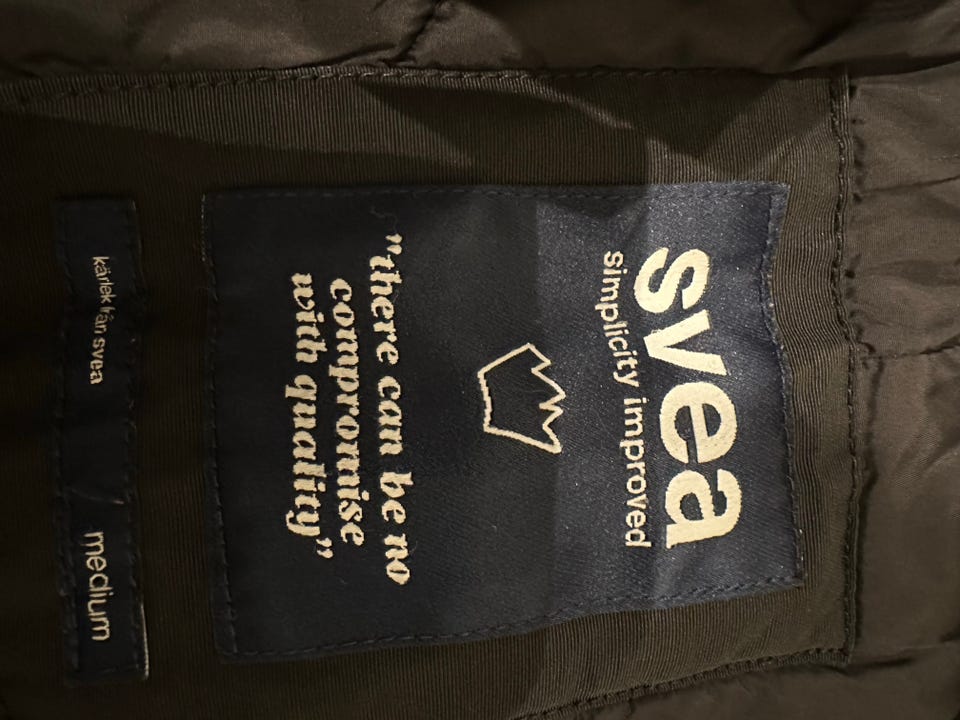 svea
simplicity improved
"there can be no
compromise
with quality"
kärlek från svea
medium